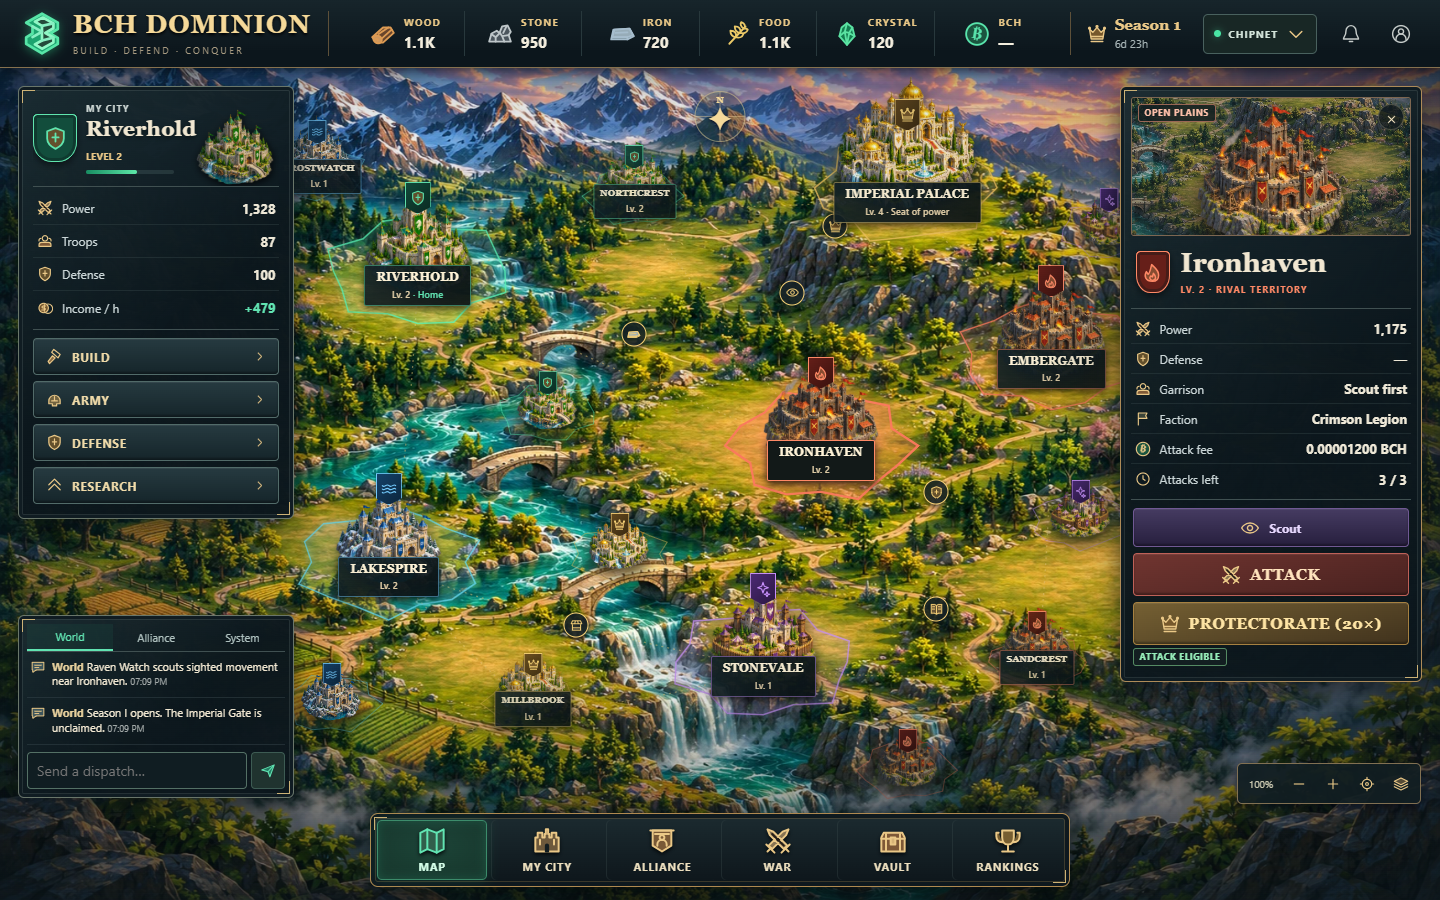 BCH DOMINION
BUILD · DEFEND · CONQUER
WOOD
1.1K
STONE
950
IRON
720
FOOD
1.1K
CRYSTAL
120
BCH
—
Season 1
6d 23h
CHIPNET
MY CITY
Riverhold
LEVEL 2
Power 1,328
Troops 87
Defense 100
Income / h +479
BUILD
ARMY
DEFENSE
RESEARCH
World Alliance System
World Raven Watch scouts sighted movement
near Ironhaven. 07:09 PM
World Season I opens. The Imperial Gate is
unclaimed. 07:09 PM
Send a dispatch...
N
OSTWATCH
Lv. 1
RIVERHOLD
Lv. 2 · Home
NORTHCREST
Lv. 2
IMPERIAL PALACE
Lv. 4 · Seat of power
EMBERGATE
Lv. 2
IRONHAVEN
Lv. 2
LAKESPIRE
Lv. 2
STONEVALE
Lv. 1
SANDCREST
Lv. 1
MILLBROOK
Lv. 1
OPEN PLAINS
×
Ironhaven
LV. 2 · RIVAL TERRITORY
Power 1,175
Defense —
Garrison Scout first
Faction Crimson Legion
Attack fee 0.00001200 BCH
Attacks left 3 / 3
Scout
ATTACK
PROTECTORATE (20×)
ATTACK ELIGIBLE
100% − +
MAP
MY CITY
ALLIANCE
WAR
VAULT
RANKINGS